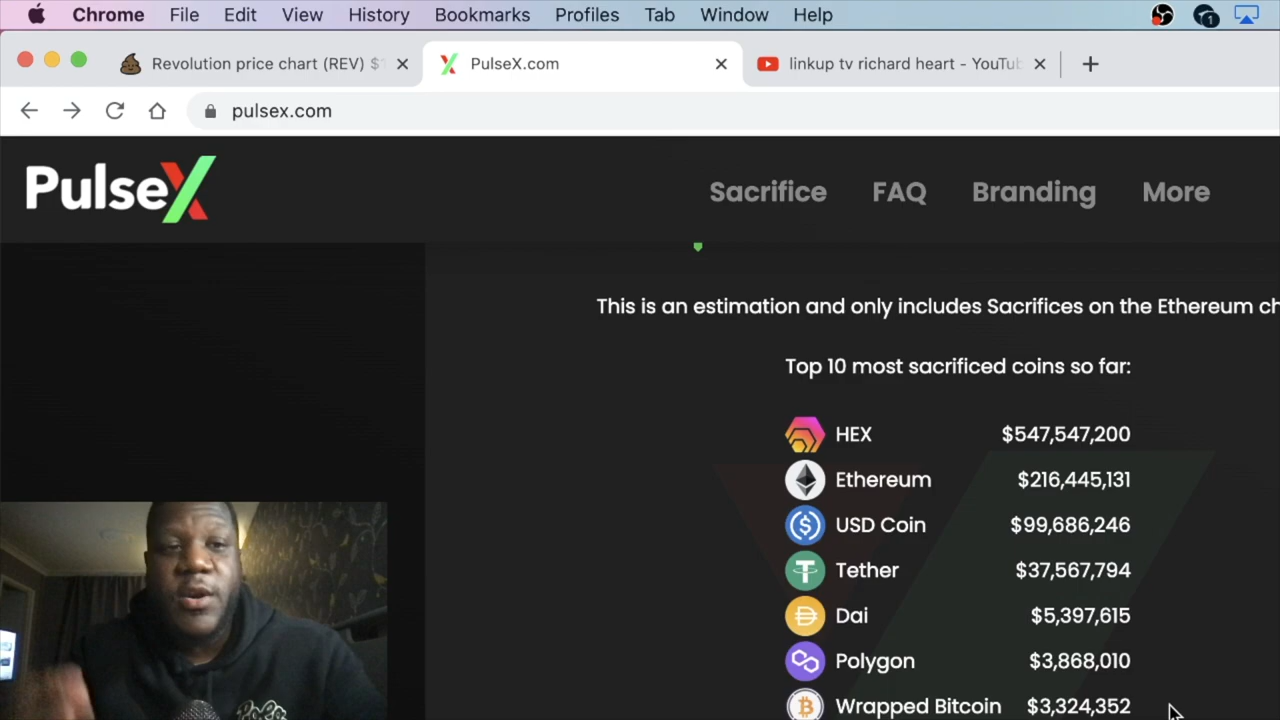 Chrome File Edit View History Bookmarks Profiles Tab Window Help
1
Revolution price chart (REV) $ PulseX.com linkup tv richard heart - YouTub
pulsex.com
PulseX Sacrifice FAQ Branding More
This is an estimation and only includes Sacrifices on the Ethereum ch
Top 10 most sacrificed coins so far:
HEX $547,547,200
Ethereum $216,445,131
USD Coin $99,686,246
Tether $37,567,794
Dai $5,397,615
Polygon $3,868,010
Wrapped Bitcoin $3,324,352